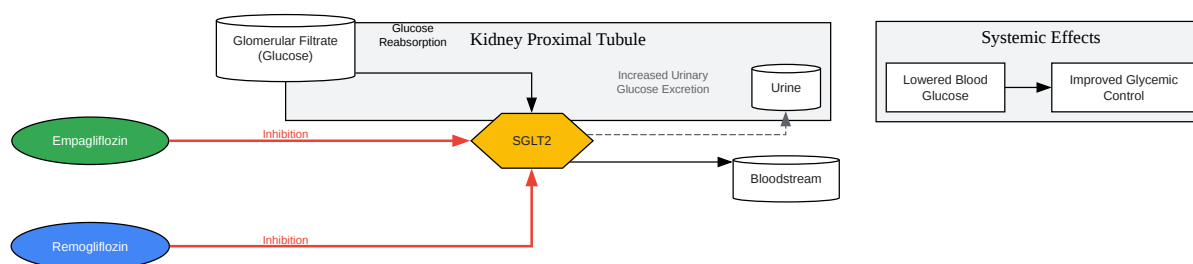 Glomerular Filtrate
(Glucose)
Glucose
Reabsorption
Kidney Proximal Tubule
Increased Urinary
Glucose Excretion
Urine
Systemic Effects
Lowered Blood
Glucose
Improved Glycemic
Control
Empagliflozin
Inhibition
SGLT2
Bloodstream
Remogliflozin
Inhibition